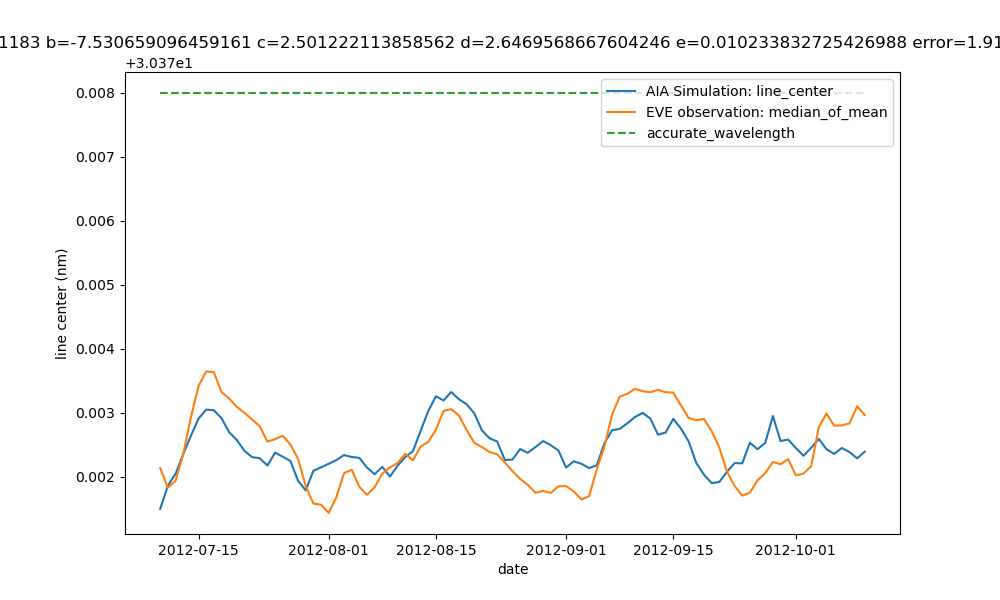 1183 b=-7.530659096459161 c=2.501222113858562 d=2.6469568667604246 e=0.010233832725426988 error=1.91
+3.037e1
AIA Simulation: line_center
EVE observation: median_of_mean
accurate_wavelength
0.008
0.007
0.006
0.005
0.004
0.003
0.002
line center (nm)
2012-07-15 2012-08-01 2012-08-15 2012-09-01 2012-09-15 2012-10-01
date